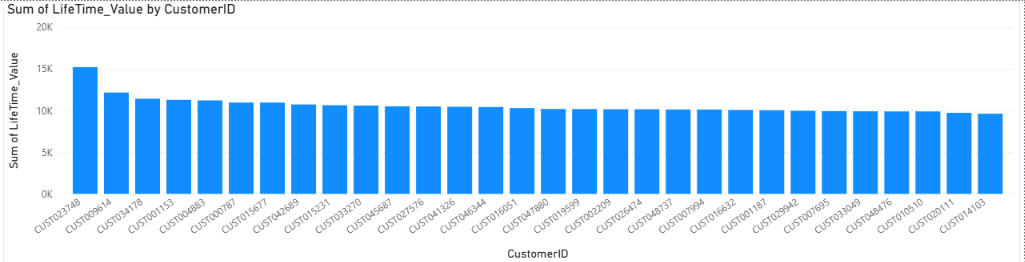 Sum of LifeTime_Value by CustomerID
Sum of LifeTime_Value
20K
15K
10K
5K
0K
CUST023748
CUST009614
CUST034178
CUST001153
CUST004883
CUST000787
CUST015677
CUST042689
CUST015231
CUST033270
CUST045687
CUST027576
CUST041326
CUST046344
CUST016051
CUST047880
CUST019599
CUST002209
CUST026474
CUST048737
CUST007994
CUST016632
CUST001187
CUST029942
CUST007695
CUST033049
CUST048476
CUST010510
CUST020111
CUST014103
CustomerID